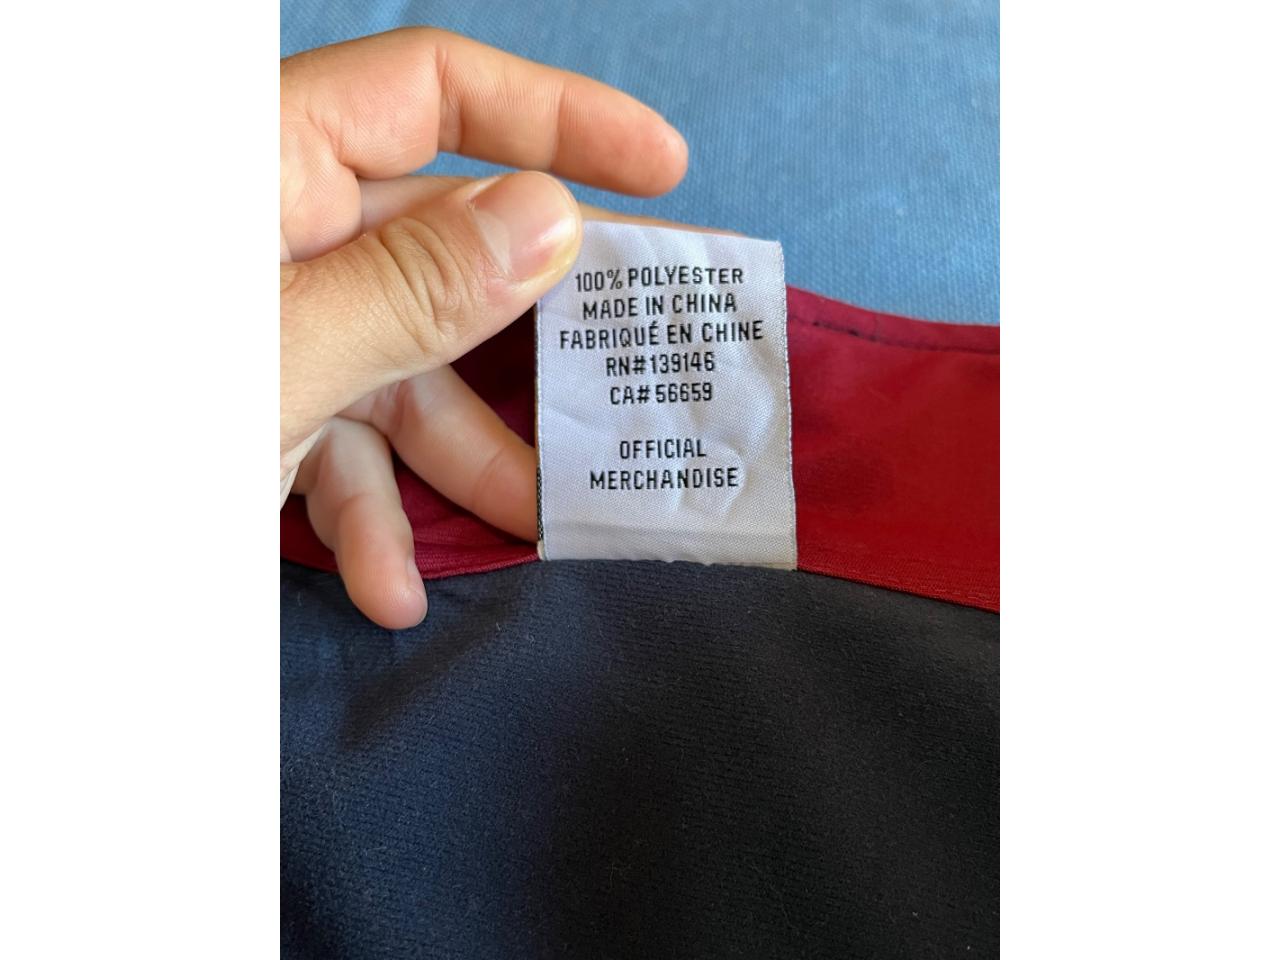 100% POLYESTER
MADE IN CHINA
FABRIQUÉ EN CHINE
RN#139146
CA#56659
OFFICIAL
MERCHANDISE